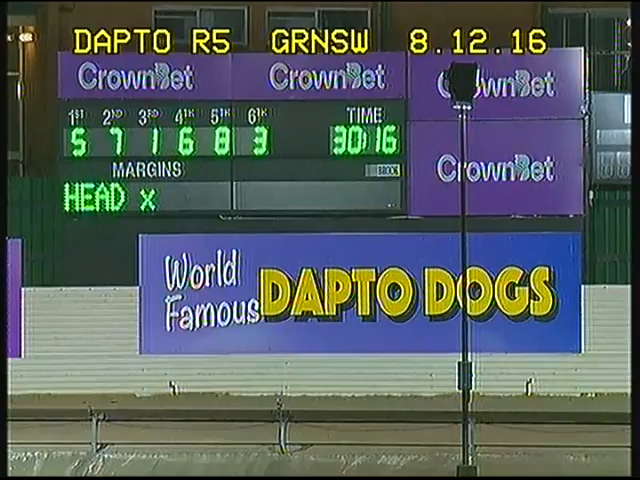 DAPTO R5 GRNSW 8.12.16
CrownBet CrownBet CrownBet
1ST 2ND 3RD 4TH 5TH 6TH TIME
5 7 1 6 8 3 30 16
MARGINS BROCK
CrownBet
HEAD x
World Famous DAPTO DOGS